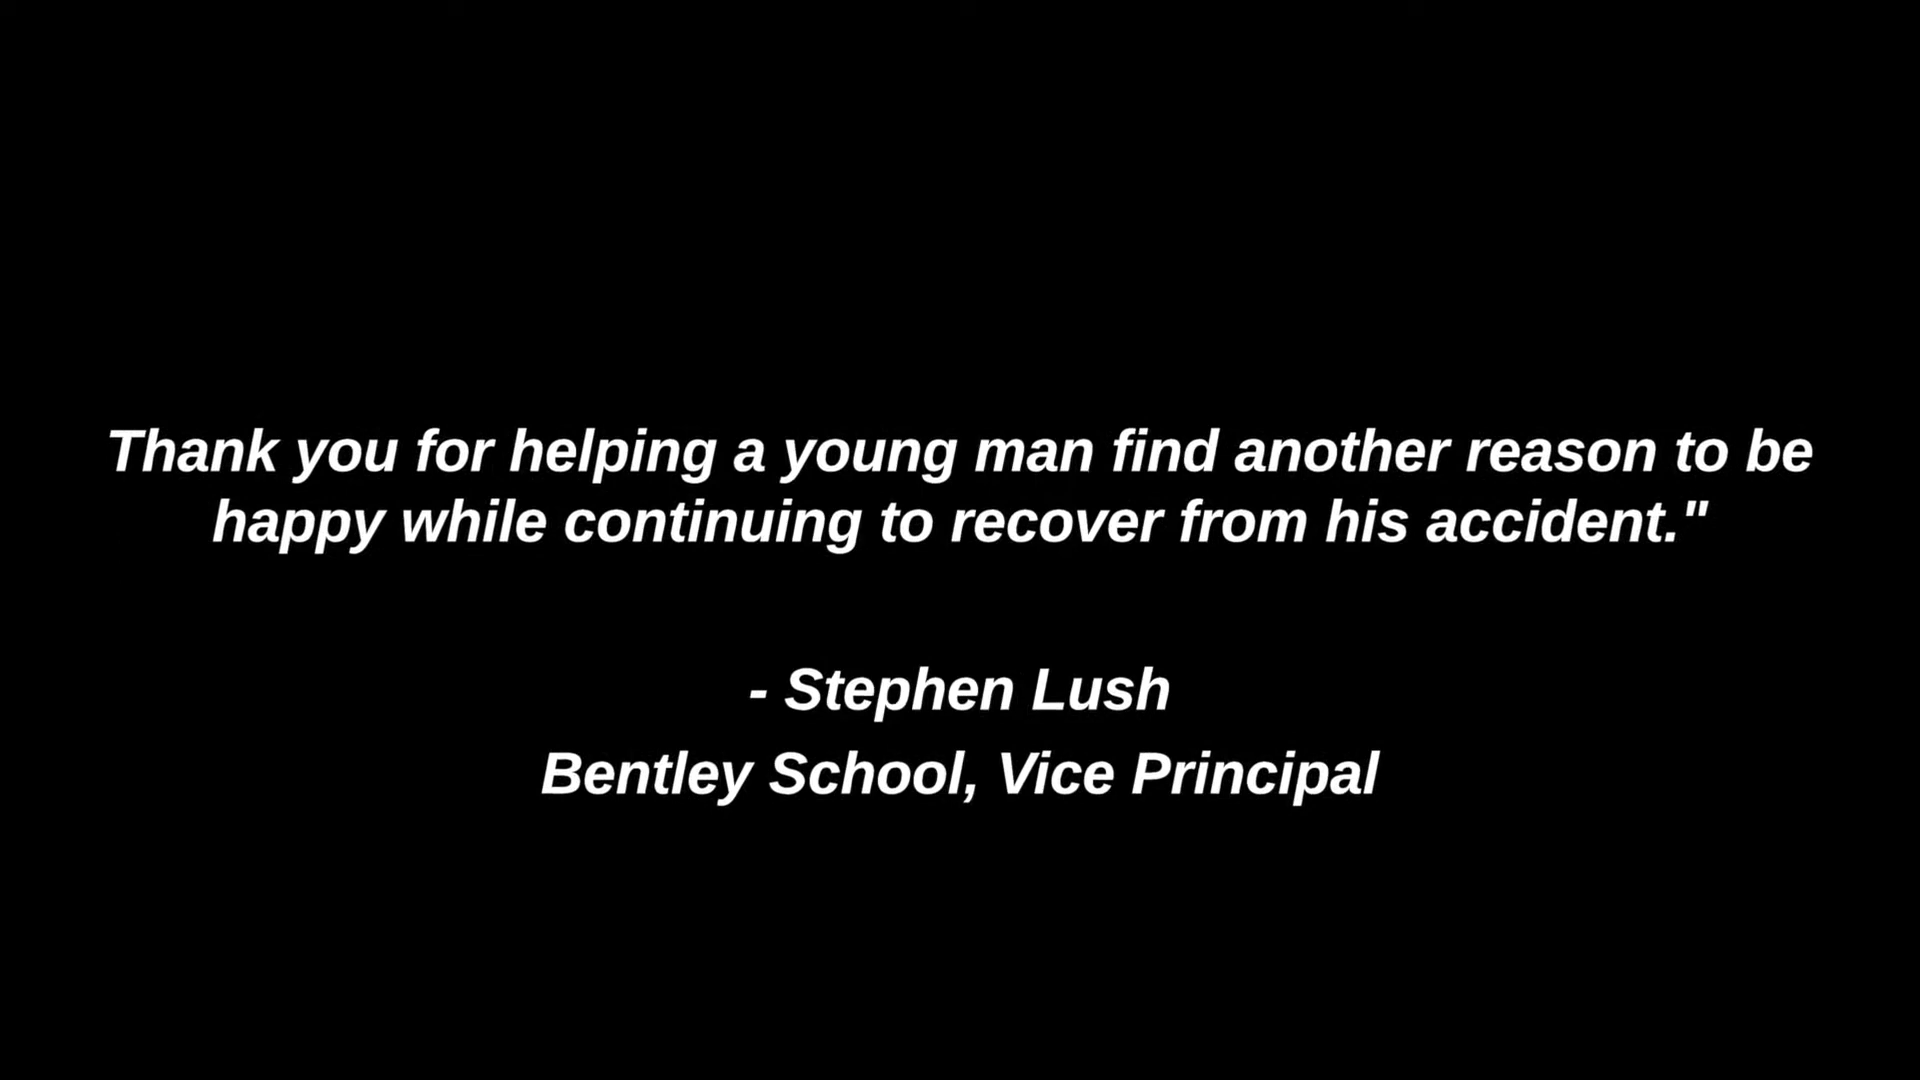 Thank you for helping a young man find another reason to be
happy while continuing to recover from his accident."
- Stephen Lush
Bentley School, Vice Principal